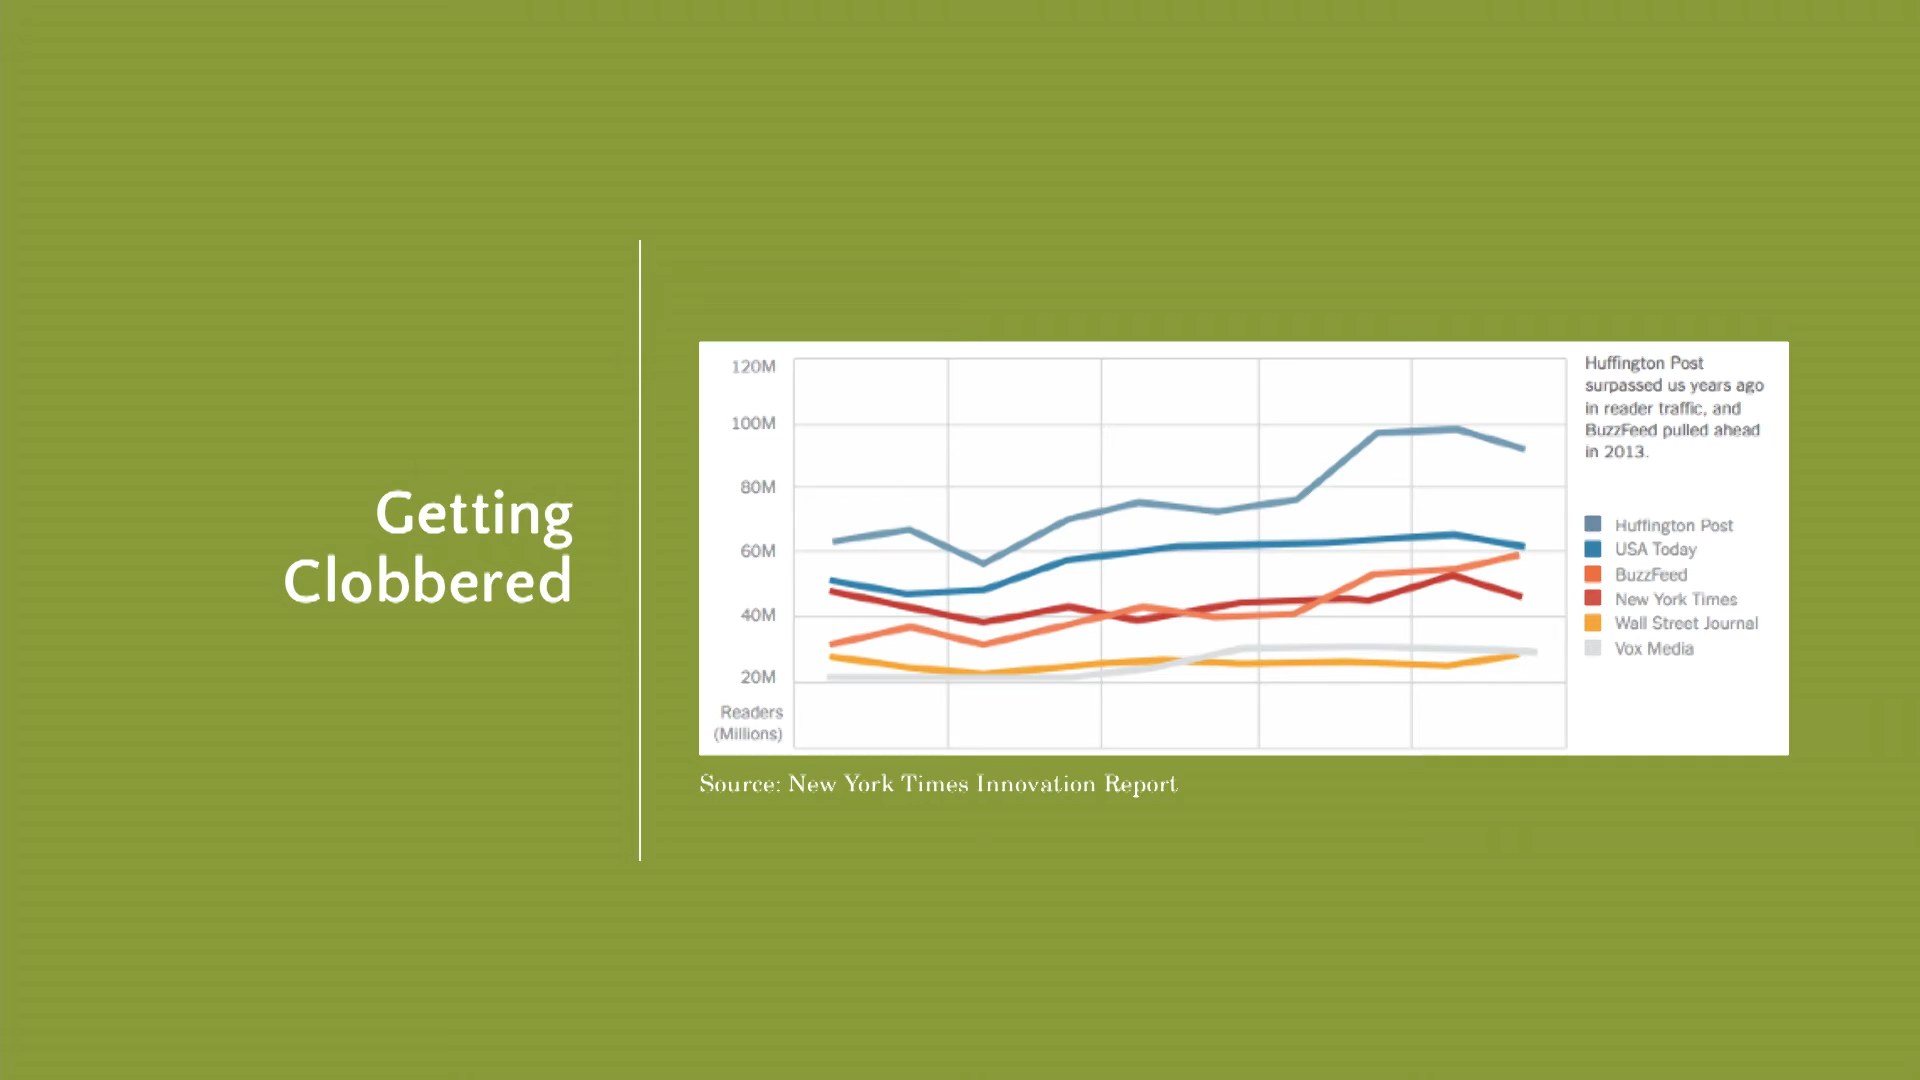 Getting
Clobbered
120M
100M
80M
60M
40M
20M
Readers
(Millions)
Huffington Post
surpassed us years ago
in reader traffic, and
BuzzFeed pulled ahead
in 2013.
Huffington Post
USA Today
BuzzFeed
New York Times
Wall Street Journal
Vox Media
Source: New York Times Innovation Report